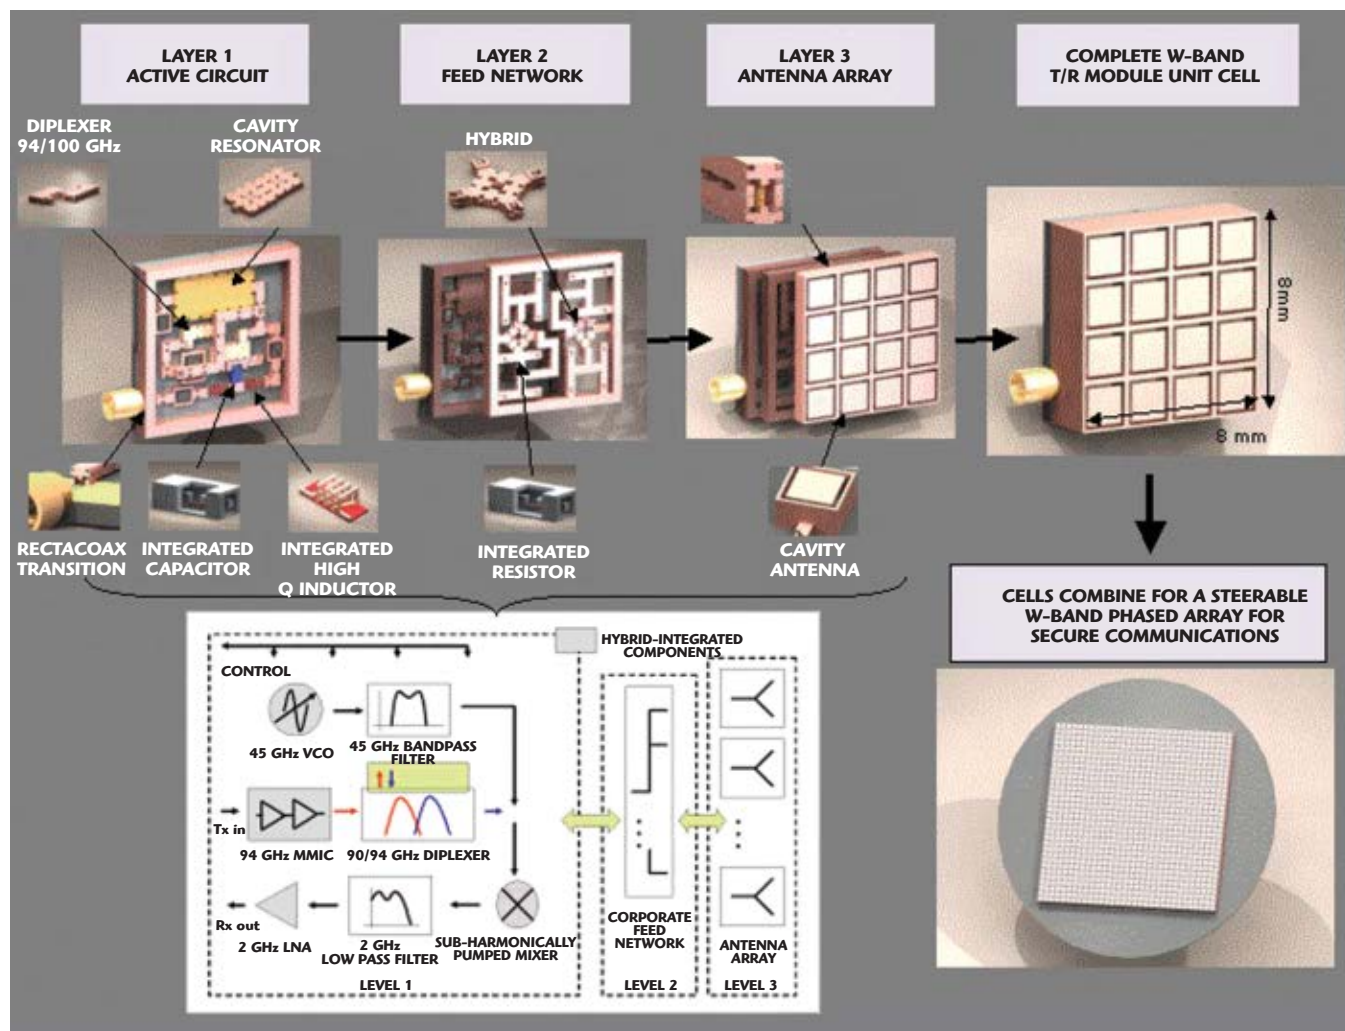 LAYER 1
ACTIVE CIRCUIT
LAYER 2
FEED NETWORK
LAYER 3
ANTENNA ARRAY
COMPLETE W-BAND
T/R MODULE UNIT CELL
DIPLEXER
94/100 GHz
CAVITY
RESONATOR
HYBRID
8mm
8 mm
RECTACOAX
TRANSITION
INTEGRATED
CAPACITOR
INTEGRATED
HIGH
Q INDUCTOR
INTEGRATED
RESISTOR
CAVITY
ANTENNA
CELLS COMBINE FOR A STEERABLE
W-BAND PHASED ARRAY FOR
SECURE COMMUNICATIONS
HYBRID-INTEGRATED
COMPONENTS
CONTROL
45 GHz VCO
45 GHz BANDPASS
FILTER
Tx in
94 GHz MMIC
90/94 GHz DIPLEXER
Rx out
2 GHz LNA
2 GHz
LOW PASS FILTER
SUB-HARMONICALLY
PUMPED MIXER
LEVEL 1
CORPORATE
FEED
NETWORK
LEVEL 2
ANTENNA
ARRAY
LEVEL 3